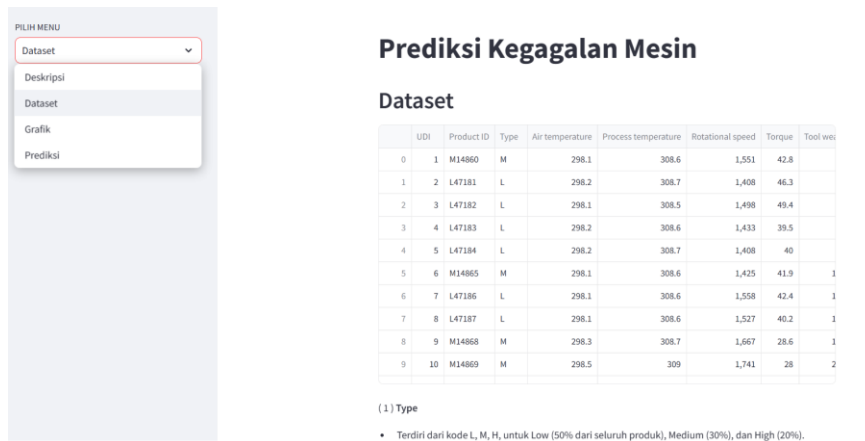 PILIH MENU
Dataset
Deskripsi
Dataset
Grafik
Prediksi
Prediksi Kegagalan Mesin
Dataset
UDI Product ID Type Air temperature Process temperature Rotational speed Torque Tool wea
0 1 M14860 M 298.1 308.6 1,551 42.8
1 2 L47181 L 298.2 308.7 1,408 46.3
2 3 L47182 L 298.1 308.5 1,498 49.4
3 4 L47183 L 298.2 308.6 1,433 39.5
4 5 L47184 L 298.2 308.7 1,408 40
5 6 M14865 M 298.1 308.6 1,425 41.9 1
6 7 L47186 L 298.1 308.6 1,558 42.4 1
7 8 L47187 L 298.1 308.6 1,527 40.2 1
8 9 M14868 M 298.3 308.7 1,667 28.6 1
9 10 M14869 M 298.5 309 1,741 28 2
( 1 ) Type
• Terdiri dari kode L, M, H, untuk Low (50% dari seluruh produk), Medium (30%), dan High (20%).